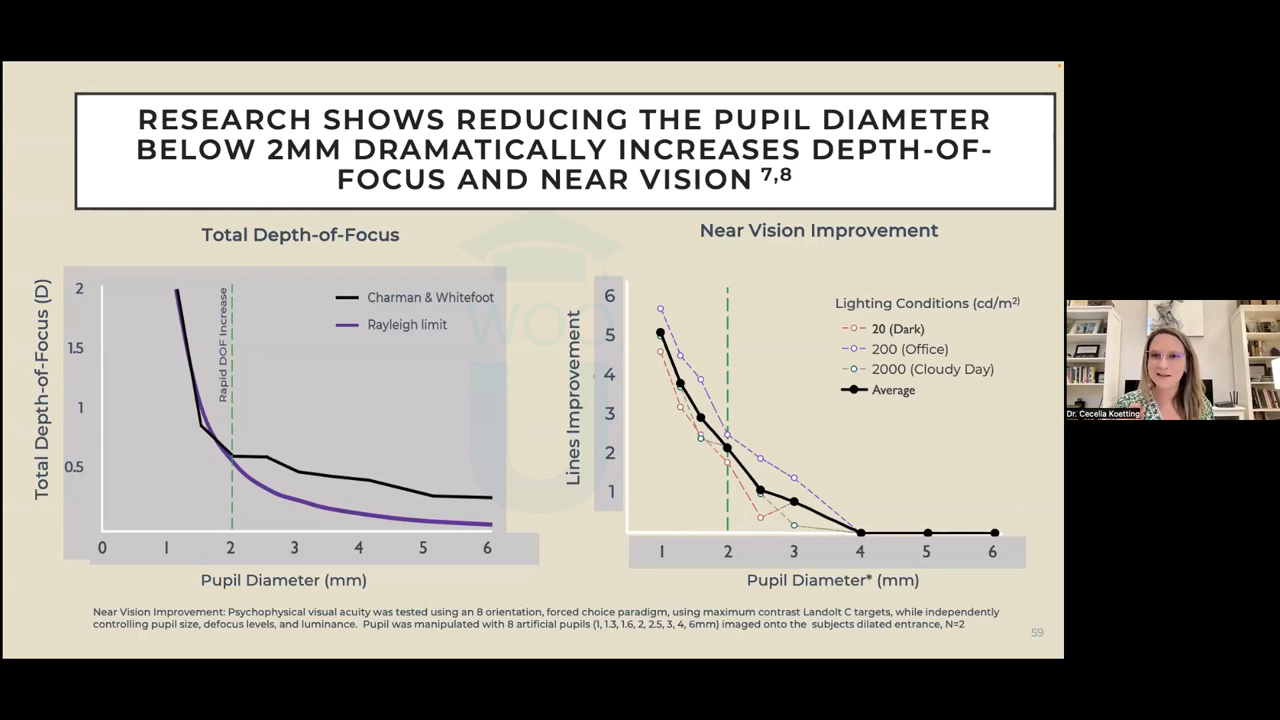 RESEARCH SHOWS REDUCING THE PUPIL DIAMETER
BELOW 2MM DRAMATICALLY INCREASES DEPTH-OF-
FOCUS AND NEAR VISION 7,8
Total Depth-of-Focus
Total Depth-of-Focus (D)
2
1.5
1
0.5
Rapid DOF Increase
Charman & Whitefoot
Rayleigh limit
0 1 2 3 4 5 6
Pupil Diameter (mm)
Near Vision Improvement
Lines Improvement
6
5
4
3
2
1
Lighting Conditions (cd/m²)
20 (Dark)
200 (Office)
2000 (Cloudy Day)
Average
1 2 3 4 5 6
Pupil Diameter* (mm)
WOO
U
Near Vision Improvement: Psychophysical visual acuity was tested using an 8 orientation, forced choice paradigm, using maximum contrast Landolt C targets, while independently
controlling pupil size, defocus levels, and luminance. Pupil was manipulated with 8 artificial pupils (1, 1.3, 1.6, 2, 2.5, 3, 4, 6mm) imaged onto the subjects dilated entrance, N=2
59
Dr. Cecelia Koetting